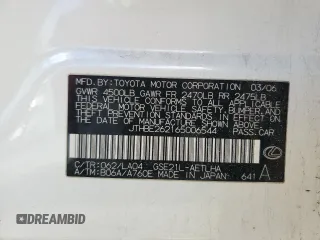 MFD.BY:TOYOTA MOTOR CORPORATION 03/06
GVWR 4500LB GAWR FR 2470LB RR 2475LB
THIS VEHICLE CONFORMS TO ALL APPLICABLE
FEDERAL MOTOR VEHICLE SAFETY, BUMPER, AND
THEFT PREVENTION STANDARDS IN EFFECT ON
THE DATE OF MANUFACTURE SHOWN ABOVE.
JTHBE262165006544 PASS.CAR
C/TR:062/LA04 GSE21L-AETLHA
A/TM:B06A/A760E MADE IN JAPAN 641
A
DIAMOND